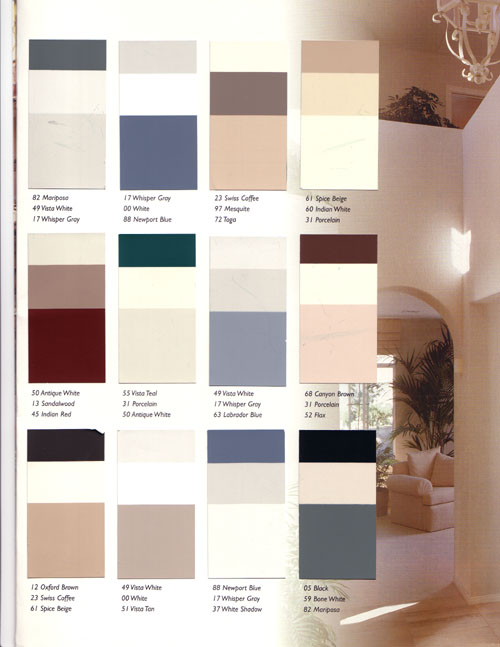 82 Mariposa
49 Vista White
17 Whisper Gray
17 Whisper Gray
00 White
88 Newport Blue
23 Swiss Coffee
97 Mesquite
72 Toga
61 Spice Beige
60 Indian White
31 Porcelain
50 Antique White
13 Sandalwood
45 Indian Red
55 Vista Teal
31 Porcelain
50 Antique White
49 Vista White
17 Whisper Gray
63 Labrador Blue
68 Canyon Brown
31 Porcelain
52 Flax
12 Oxford Brown
23 Swiss Coffee
61 Spice Beige
49 Vista White
00 White
51 Vista Tan
88 Newport Blue
17 Whisper Gray
37 White Shadow
05 Black
59 Bone White
82 Mariposa